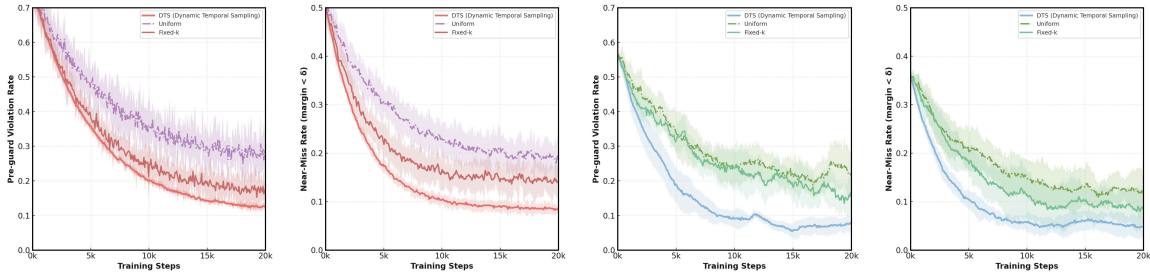 Pre-guard Violation Rate
0.7
0.6
0.5
0.4
0.3
0.2
0.1
0.0
0k
5k
10k
15k
20k
Training Steps
DTS (Dynamic Temporal Sampling)
Uniform
Fixed-k
Near-Miss Rate (margin < δ)
0.5
0.4
0.3
0.2
0.1
0.0
0k
5k
10k
15k
20k
Training Steps
DTS (Dynamic Temporal Sampling)
Uniform
Fixed-k
Pre-guard Violation Rate
0.7
0.6
0.5
0.4
0.3
0.2
0.1
0.0
0k
5k
10k
15k
20k
Training Steps
DTS (Dynamic Temporal Sampling)
Uniform
Fixed-k
Near-Miss Rate (margin < δ)
0.5
0.4
0.3
0.2
0.1
0.0
0k
5k
10k
15k
20k
Training Steps
DTS (Dynamic Temporal Sampling)
Uniform
Fixed-k